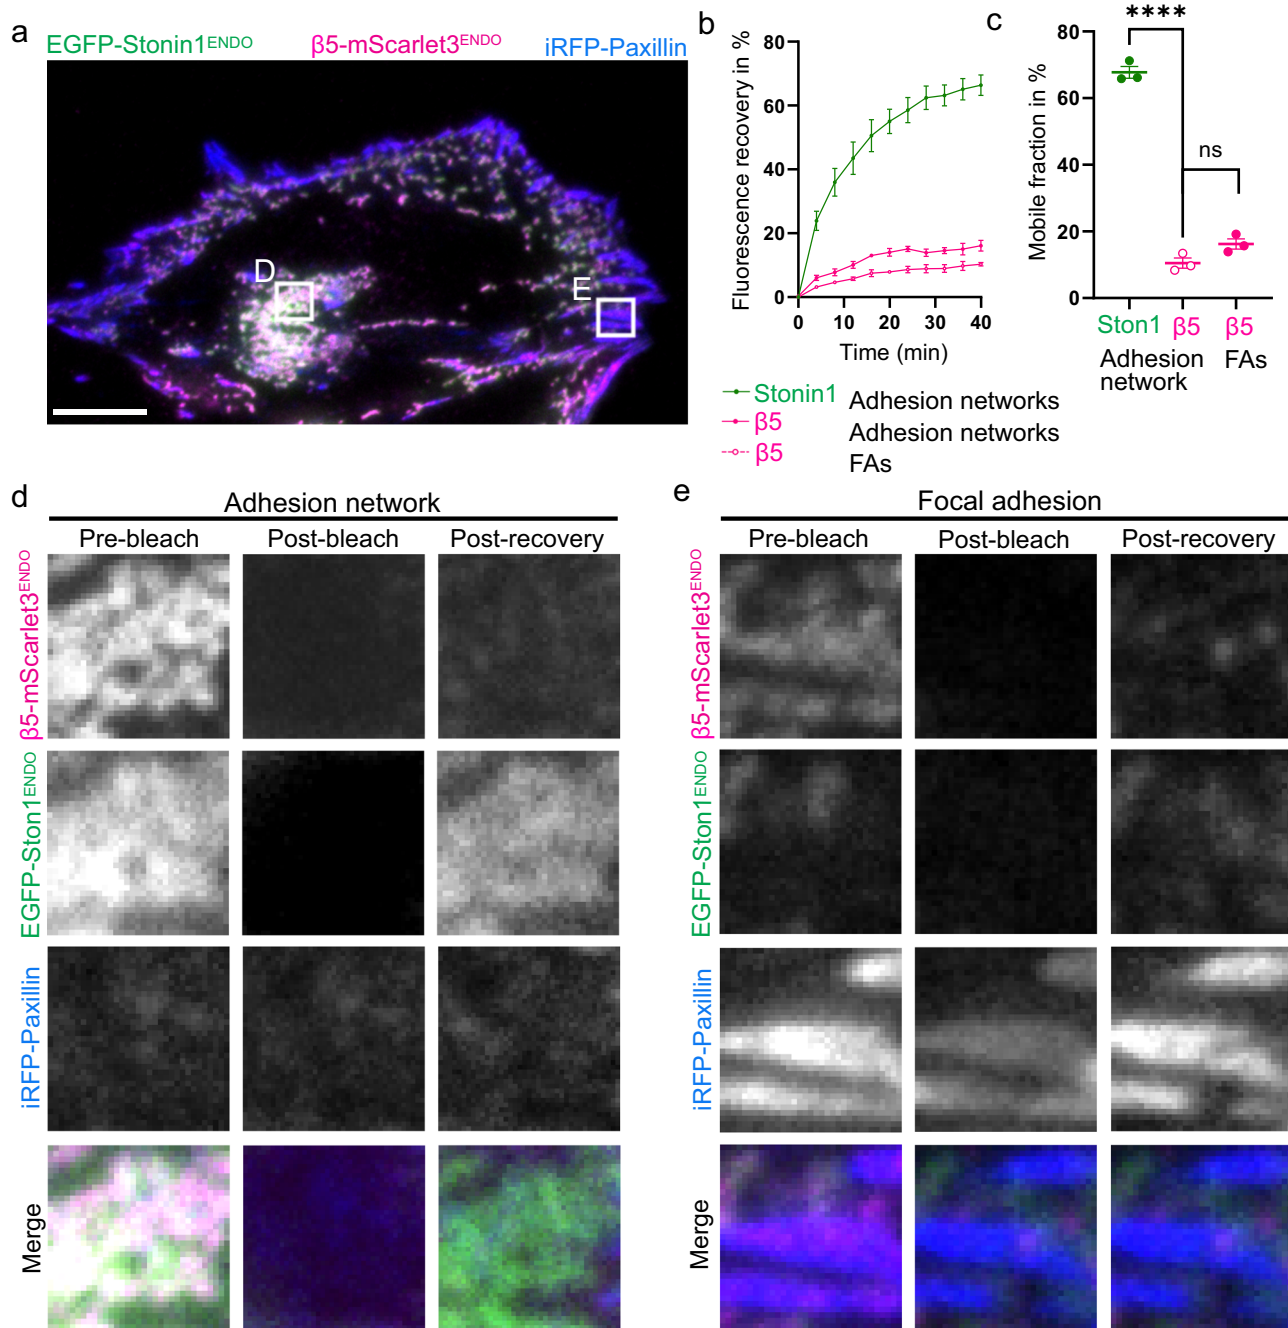 a
EGFP-Stonin1ENDO β5-mScarlet3ENDO iRFP-Paxillin
D
E
b
Fluorescence recovery in %
80
60
40
20
0
0 10 20 30 40
Time (min)
Stonin1 Adhesion networks
β5 Adhesion networks
β5 FAs
c
Mobile fraction in %
80
60
40
20
0
****
ns
Ston1 β5 β5
Adhesion network FAs
d
Adhesion network
Pre-bleach Post-bleach Post-recovery
β5-mScarlet3ENDO
EGFP-Ston1ENDO
iRFP-Paxillin
Merge
e
Focal adhesion
Pre-bleach Post-bleach Post-recovery
β5-mScarlet3ENDO
EGFP-Ston1ENDO
iRFP-Paxillin
Merge